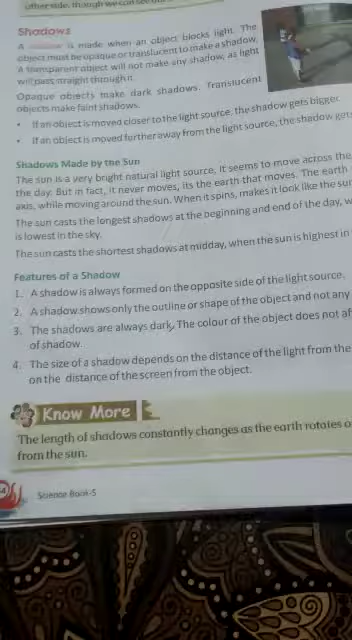 other side, though we can see
Shadows
A shadow is made when an object blocks light. The
object must be opaque or translucent to make a shadow.
A transparent object will not make any shadow, as light
will pass straight through it.
Opaque objects make dark shadows. Translucent
objects make faint shadows.
• If an object is moved closer to the light source, the shadow gets bigger.
• If an object is moved further away from the light source, the shadow gets
Shadows Made by the Sun
The sun is a very bright natural light source, it seems to move across the
the day. But in fact, it never moves, its the earth that moves. The earth
axis, while moving around the sun. When it spins, makes it look like the sun
The sun casts the longest shadows at the beginning and end of the day, w
is lowest in the sky.
The sun casts the shortest shadows at midday, when the sun is highest in
Features of a Shadow
1. A shadow is always formed on the opposite side of the light source.
2. A shadow shows only the outline or shape of the object and not any
3. The shadows are always dark. The colour of the object does not af
of shadow.
4. The size of a shadow depends on the distance of the light from the
on the distance of the screen from the object.
Know More
The length of shadows constantly changes as the earth rotates o
from the sun.
Science Book-5